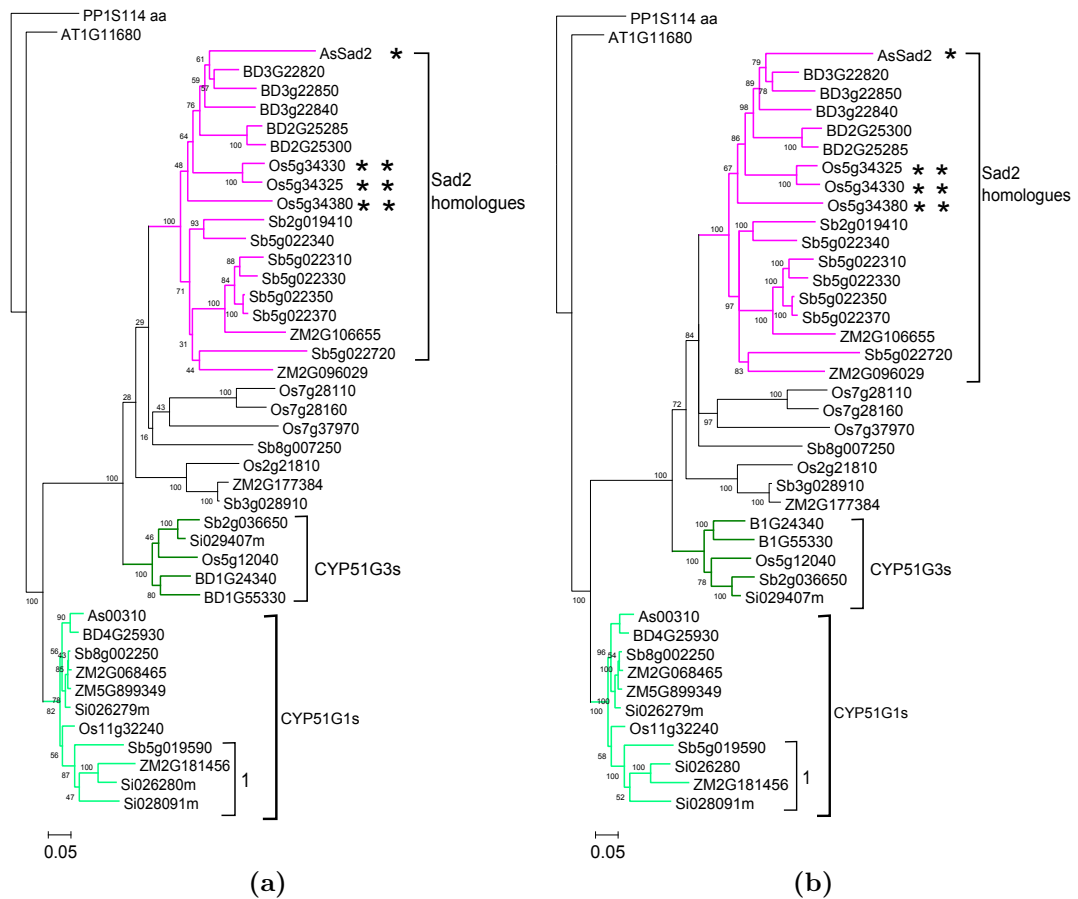 PP1S114 aa
AT1G11680
61
AsSad2 *
BD3G22820
59
57
BD3g22850
76
BD3g22840
BD2G25285
64
100
BD2G25300
48
Os5g34330 * *
100
Os5g34325 * *
Os5g34380 * *
Sad2
homologues
100
93
Sb2g019410
Sb5g022340
88
Sb5g022310
84
Sb5g022330
71
Sb5g022350
100
100
Sb5g022370
29
ZM2G106655
31
Sb5g022720
44
ZM2G096029
28
43
100
Os7g28110
Os7g28160
Os7g37970
16
Sb8g007250
100
Os2g21810
100
ZM2G177384
100
Sb3g028910
Sb2g036650
46
Si029407m
Os5g12040
100
BD1G24340
80
BD1G55330
CYP51G3s
100
90
As00310
BD4G25930
56
43
Sb8g002250
85
ZM2G068465
ZM5G899349
78
82
Si026279m
Os11g32240
CYP51G1s
56
Sb5g019590
87
100
ZM2G181456
Si026280m
47
Si028091m
1
0.05
(a)
PP1S114 aa
AT1G11680
79
AsSad2 *
BD3G22820
89
78
BD3g22850
98
BD3g22840
BD2G25300
86
100
BD2G25285
67
Os5g34325 * *
100
Os5g34330 * *
Os5g34380 * *
Sad2
homologues
100
Sb2g019410
100
Sb5g022340
100
Sb5g022310
100
Sb5g022330
97
Sb5g022350
100
100
Sb5g022370
84
ZM2G106655
Sb5g022720
83
ZM2G096029
72
100
Os7g28110
Os7g28160
97
Os7g37970
Sb8g007250
100
Os2g21810
100
Sb3g028910
100
ZM2G177384
100
B1G24340
B1G55330
100
Os5g12040
78
Sb2g036650
100
Si029407m
CYP51G3s
100
As00310
BD4G25930
96
54
Sb8g002250
100
ZM2G068465
ZM5G899349
100
100
Si026279m
Os11g32240
CYP51G1s
58
Sb5g019590
100
100
Si026280
ZM2G181456
52
Si028091m
1
0.05
(b)